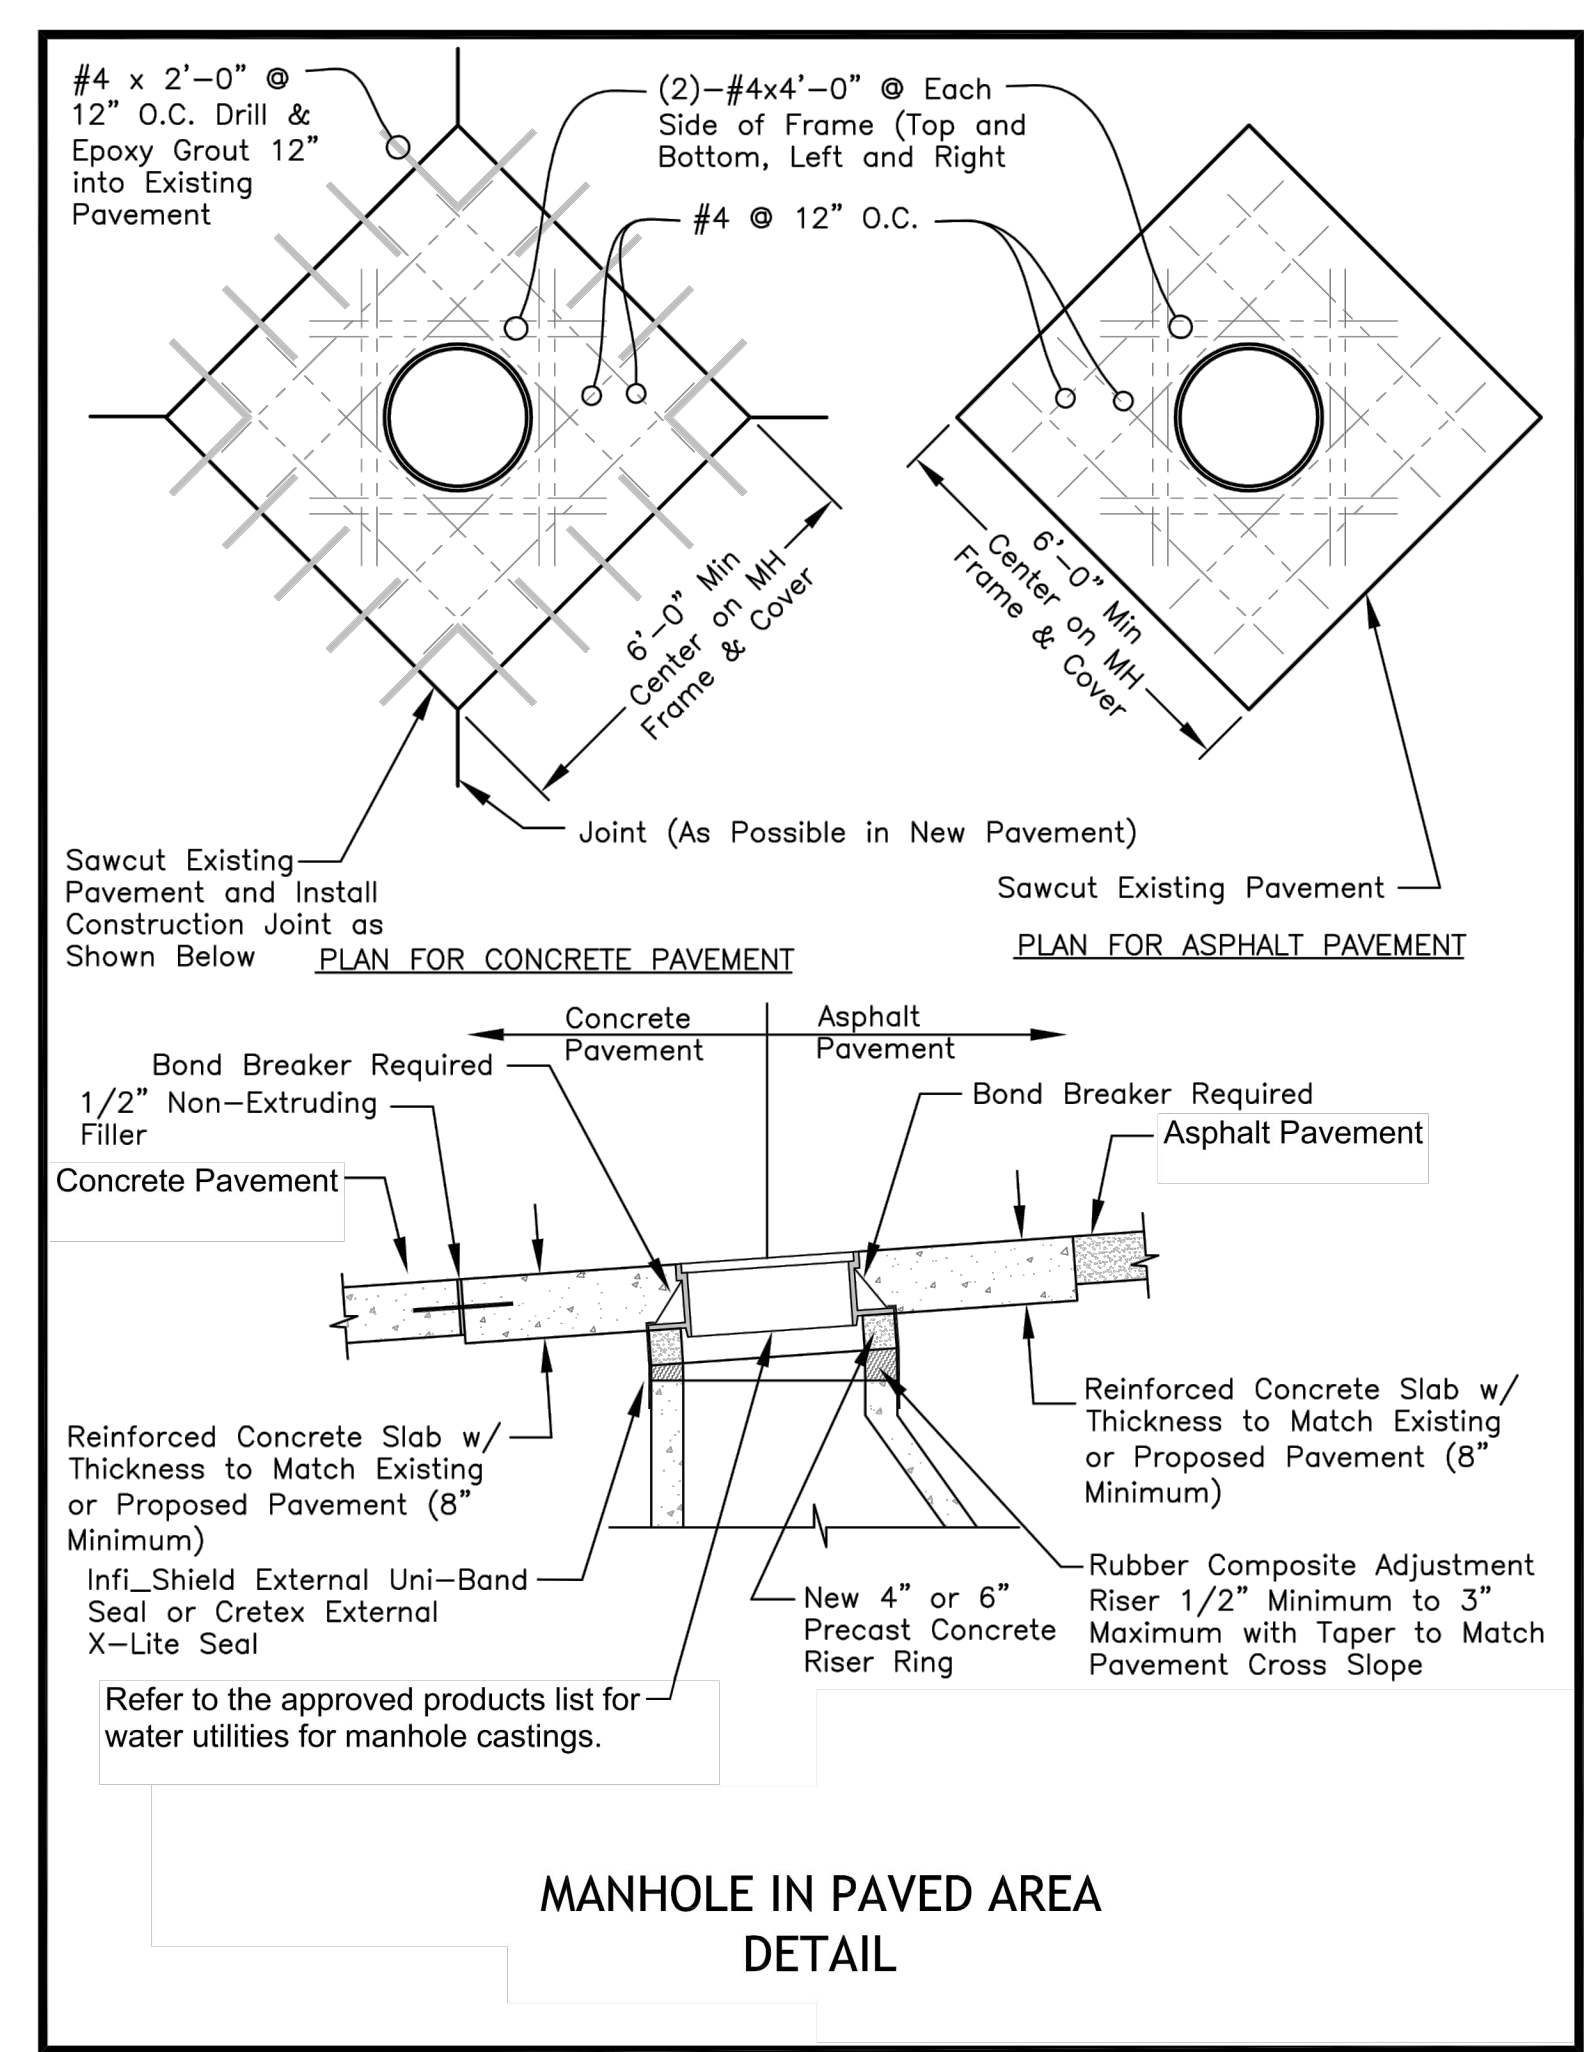 #4 x 2'-0" @
12" O.C. Drill &
Epoxy Grout 12"
into Existing
Pavement
(2)-#4x4'-0" @ Each
Side of Frame (Top and
Bottom, Left and Right
#4 @ 12" O.C.
6'-0" Min
Center on MH
Frame & Cover
6'-0" Min
Center on MH
Frame & Cover
Joint (As Possible in New Pavement)
Sawcut Existing
Pavement and Install
Construction Joint as
Shown Below
PLAN FOR CONCRETE PAVEMENT
Sawcut Existing Pavement
PLAN FOR ASPHALT PAVEMENT
Concrete
Pavement
Asphalt
Pavement
Bond Breaker Required
1/2" Non-Extruding
Filler
Concrete Pavement
Bond Breaker Required
Asphalt Pavement
Reinforced Concrete Slab w/
Thickness to Match Existing
or Proposed Pavement (8"
Minimum)
Reinforced Concrete Slab w/
Thickness to Match Existing
or Proposed Pavement (8"
Minimum)
Infi_Shield External Uni-Band
Seal or Cretex External
X-Lite Seal
New 4" or 6"
Precast Concrete
Riser Ring
Rubber Composite Adjustment
Riser 1/2" Minimum to 3"
Maximum with Taper to Match
Pavement Cross Slope
Refer to the approved products list for
water utilities for manhole castings.
MANHOLE IN PAVED AREA
DETAIL